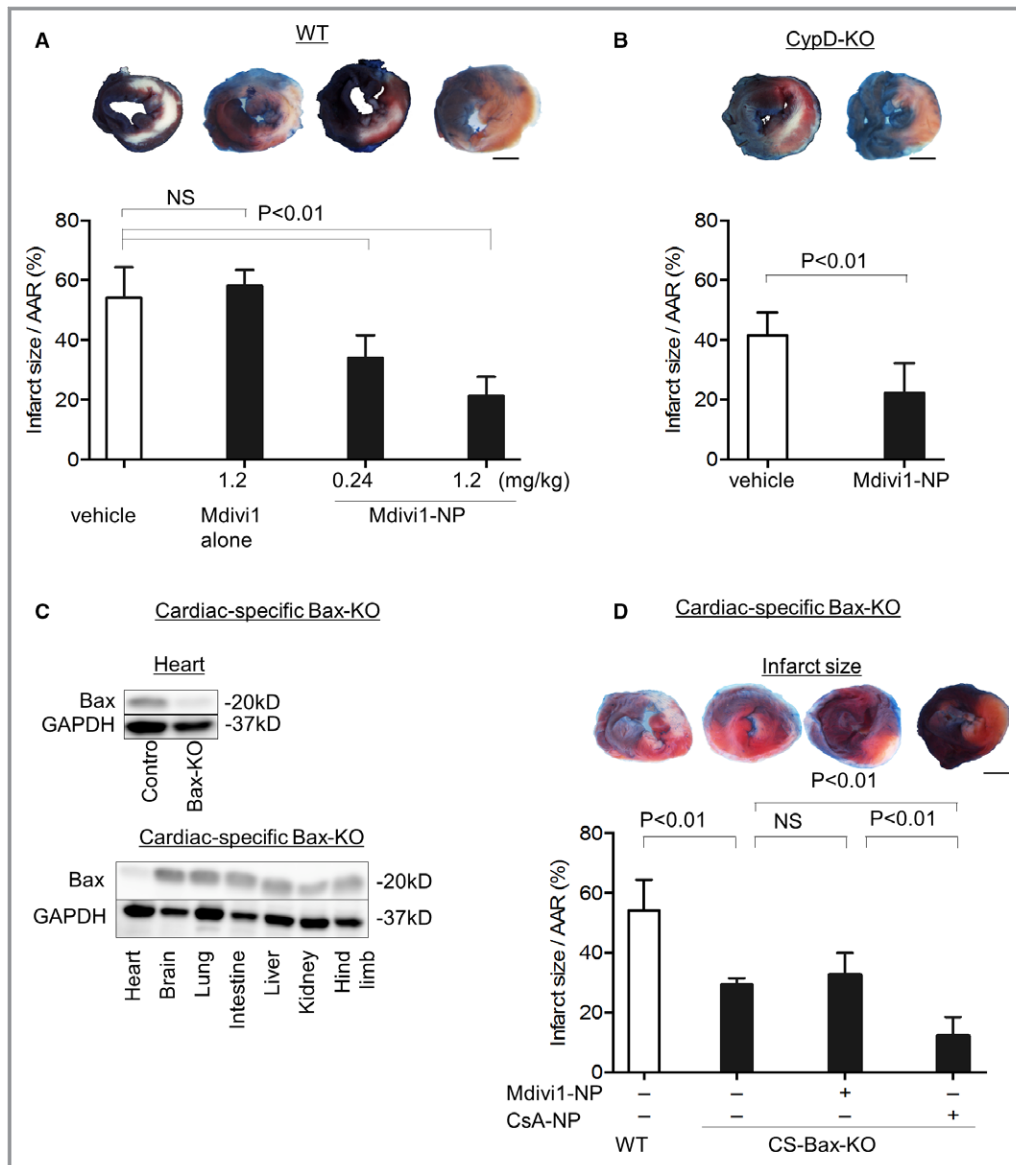 A
WT
NS
P<0.01
Infarct size / AAR (%)
80
60
40
20
0
1.2 0.24 1.2 (mg/kg)
vehicle Mdivi1 alone Mdivi1-NP
B
CypD-KO
P<0.01
Infarct size / AAR (%)
80
60
40
20
0
vehicle Mdivi1-NP
C
Cardiac-specific Bax-KO
Heart
Bax -20kD
GAPDH -37kD
Contro Bax-KO
Cardiac-specific Bax-KO
Bax -20kD
GAPDH -37kD
Heart Brain Lung Intestine Liver Kidney Hind limb
D
Cardiac-specific Bax-KO
Infarct size
P<0.01
P<0.01 NS P<0.01
Infarct size / AAR (%)
80
60
40
20
0
Mdivi1-NP – – + –
CsA-NP – – – +
WT CS-Bax-KO